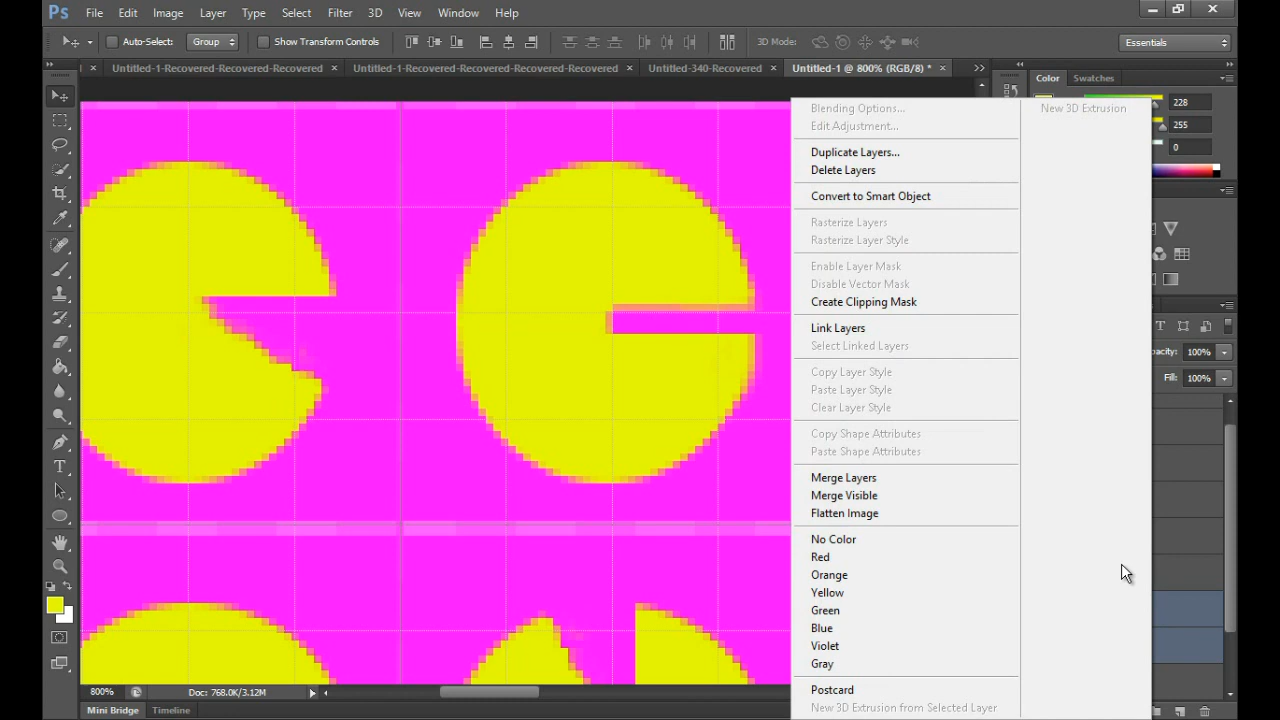 Ps File Edit Image Layer Type Select Filter 3D View Window Help
Auto-Select: Group Show Transform Controls 3D Mode: Essentials
Untitled-1-Recovered-Recovered-Recovered × Untitled-1-Recovered-Recovered-Recovered-Recovered × Untitled-340-Recovered × Untitled-1 @ 800% (RGB/8) * ×
Color Swatches
228
255
0
Blending Options...
Edit Adjustment...
Duplicate Layers...
Delete Layers
Convert to Smart Object
Rasterize Layers
Rasterize Layer Style
Enable Layer Mask
Disable Vector Mask
Create Clipping Mask
Link Layers
Select Linked Layers
Copy Layer Style
Paste Layer Style
Clear Layer Style
Copy Shape Attributes
Paste Shape Attributes
Merge Layers
Merge Visible
Flatten Image
No Color
Red
Orange
Yellow
Green
Blue
Violet
Gray
Postcard
New 3D Extrusion from Selected Layer
New 3D Extrusion
pacity: 100%
Fill: 100%
800% Doc: 768.0K/3.12M
Mini Bridge Timeline